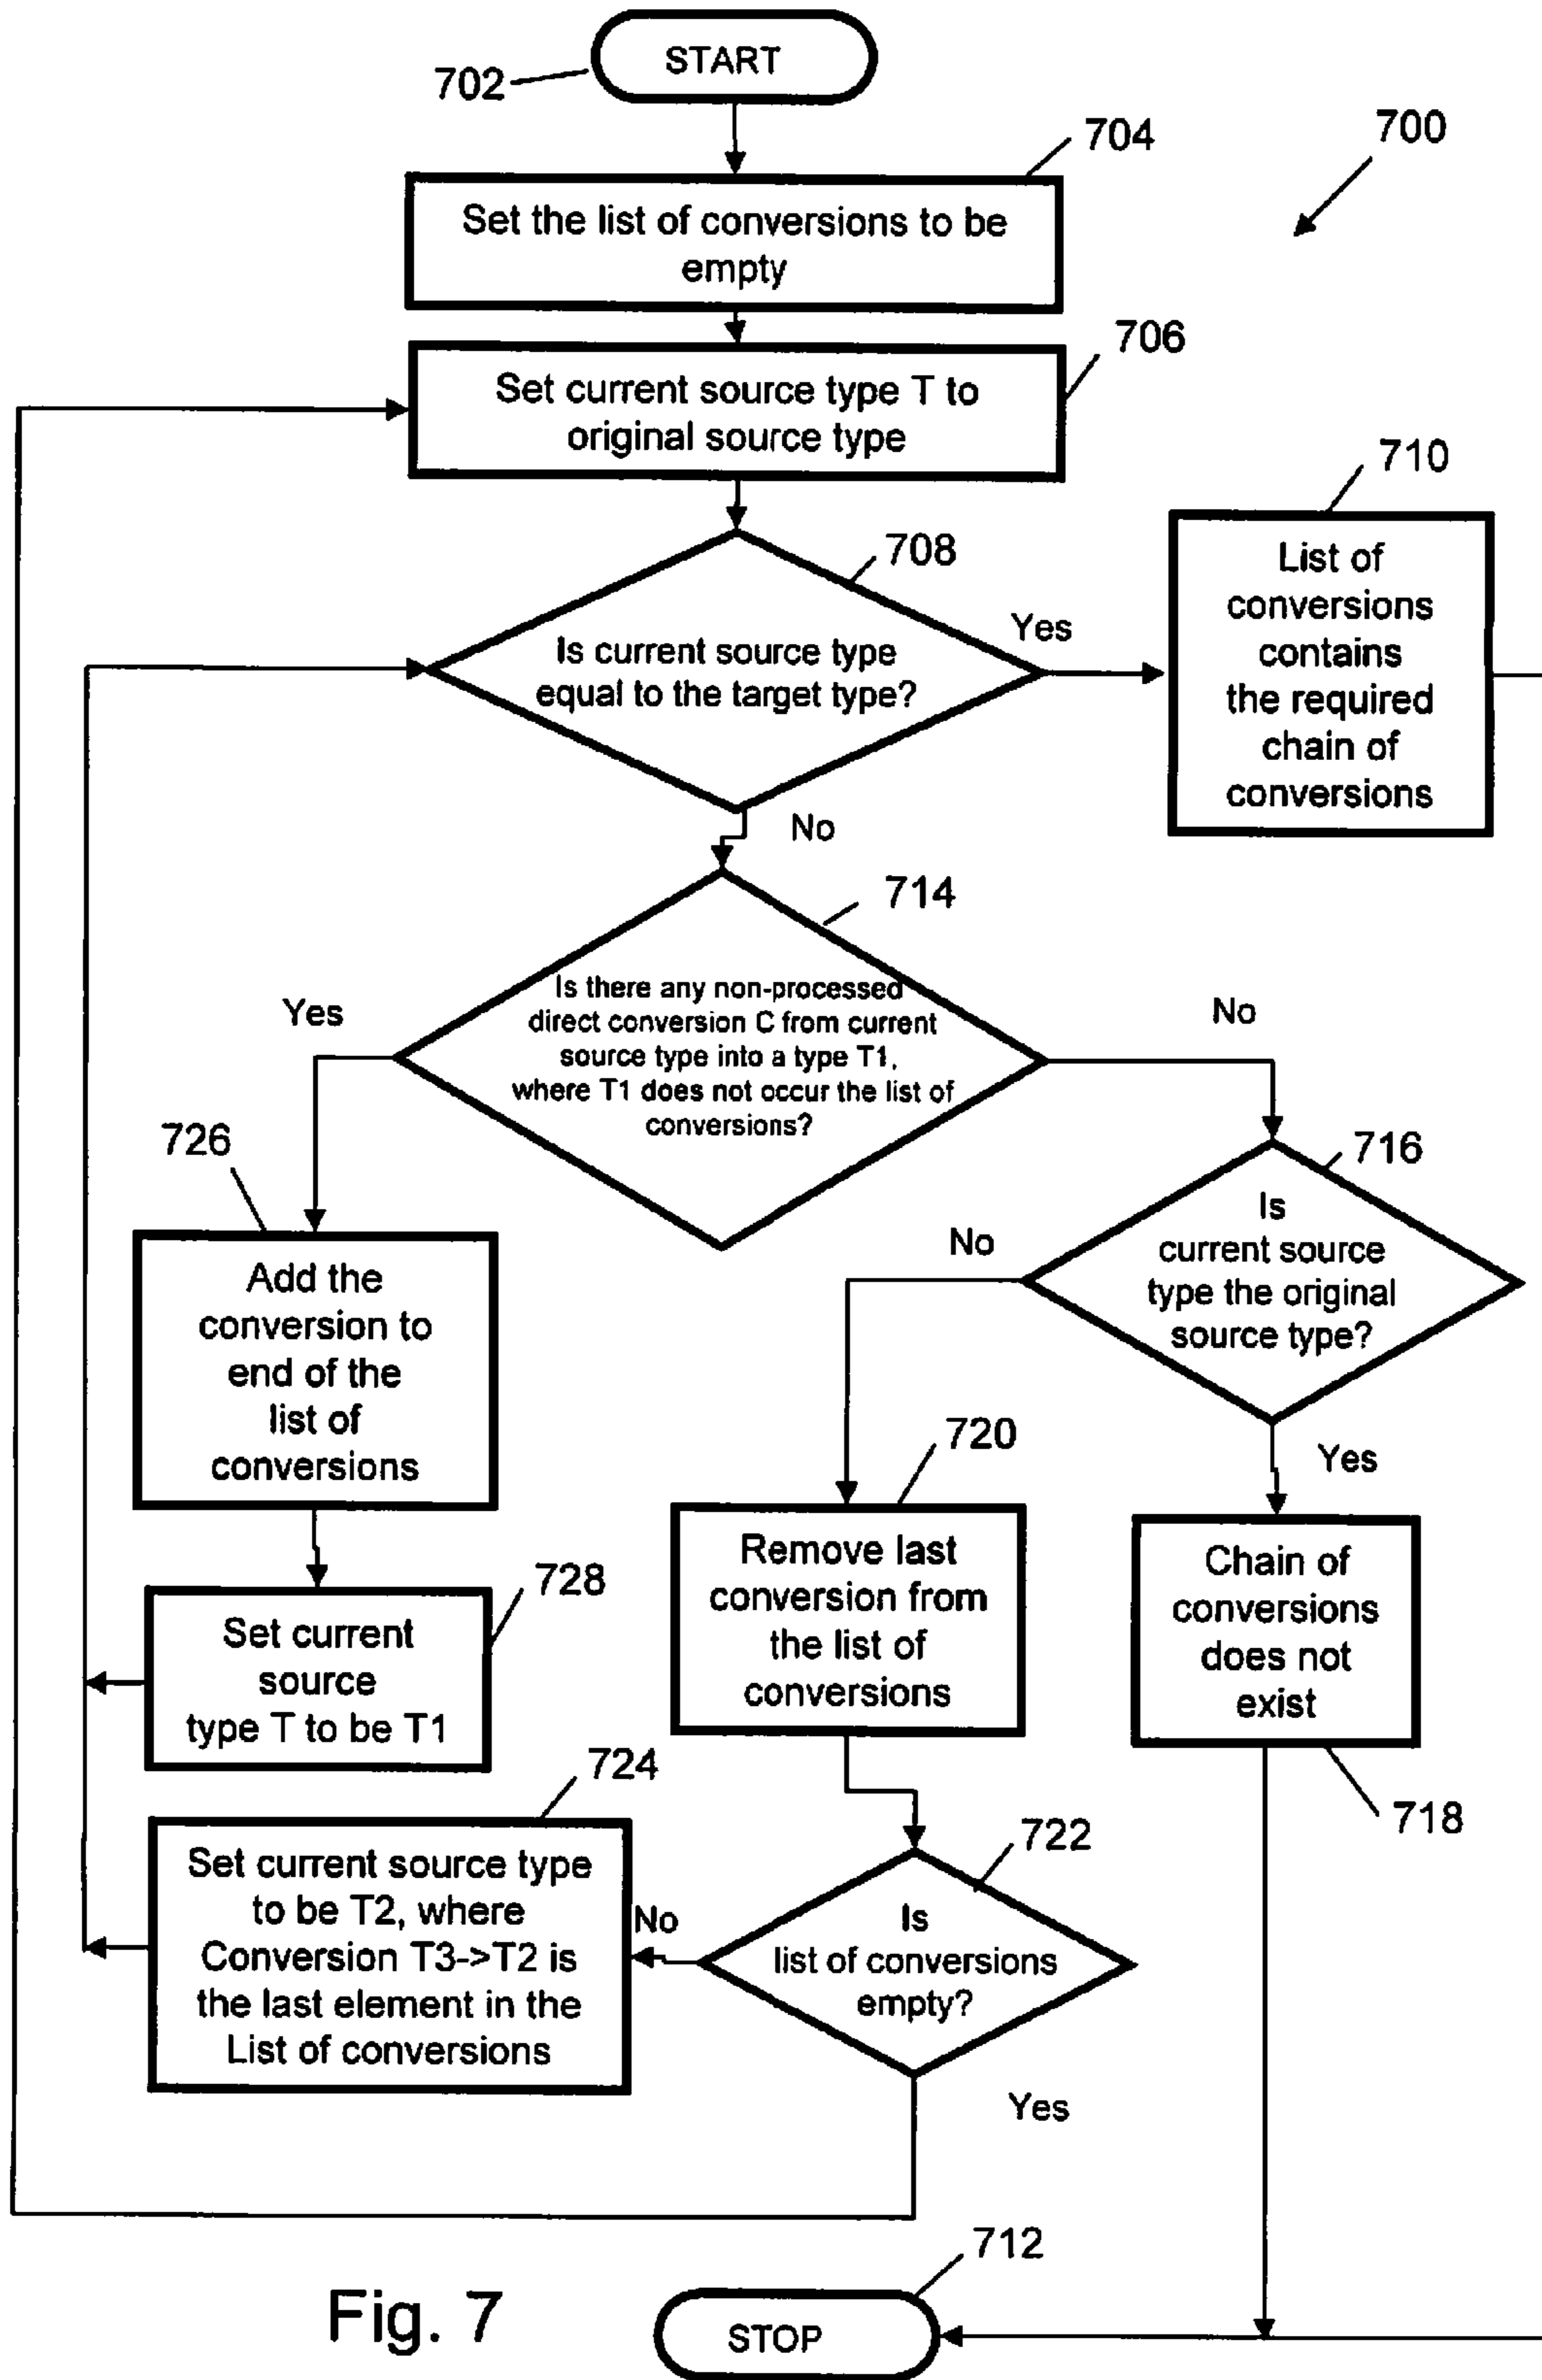 START
702
704
700
Set the list of conversions to be
empty
706
Set current source type T to
original source type
710
List of
conversions
contains
the required
chain of
conversions
708
Yes
Is current source type
equal to the target type?
No
714
Yes
Is there any non-processed
direct conversion C from current
source type into a type T1,
where T1 does not occur the list of
conversions?
No
726
716
Is
current source
type the original
source type?
No
Yes
Add the
conversion to
end of the
list of
conversions
720
Remove last
conversion from
the list of
conversions
Chain of
conversions
does not
exist
718
728
Set current
source
type T to be T1
724
Set current source type
to be T2, where
Conversion T3->T2 is
the last element in the
List of conversions
722
No
Is
list of conversions
empty?
Yes
712
STOP
Fig. 7